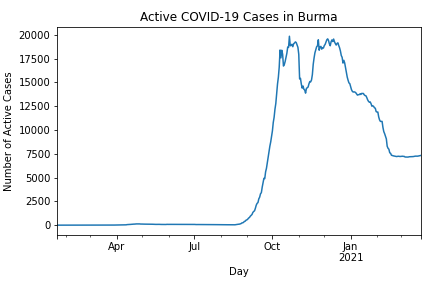 Active COVID-19 Cases in Burma
Number of Active Cases
20000
17500
15000
12500
10000
7500
5000
2500
0
Apr
Jul
Oct
Jan
2021
Day